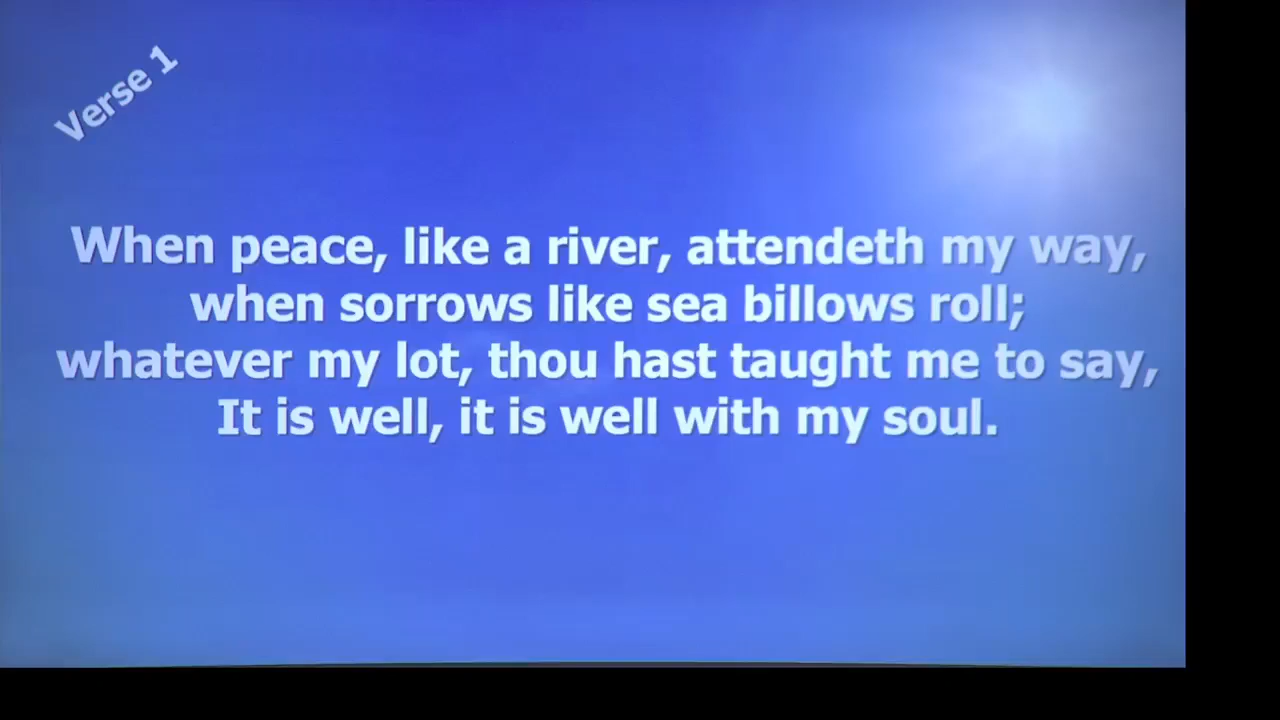 Verse 1
When peace, like a river, attendeth my way,
when sorrows like sea billows roll;
whatever my lot, thou hast taught me to say,
It is well, it is well with my soul.